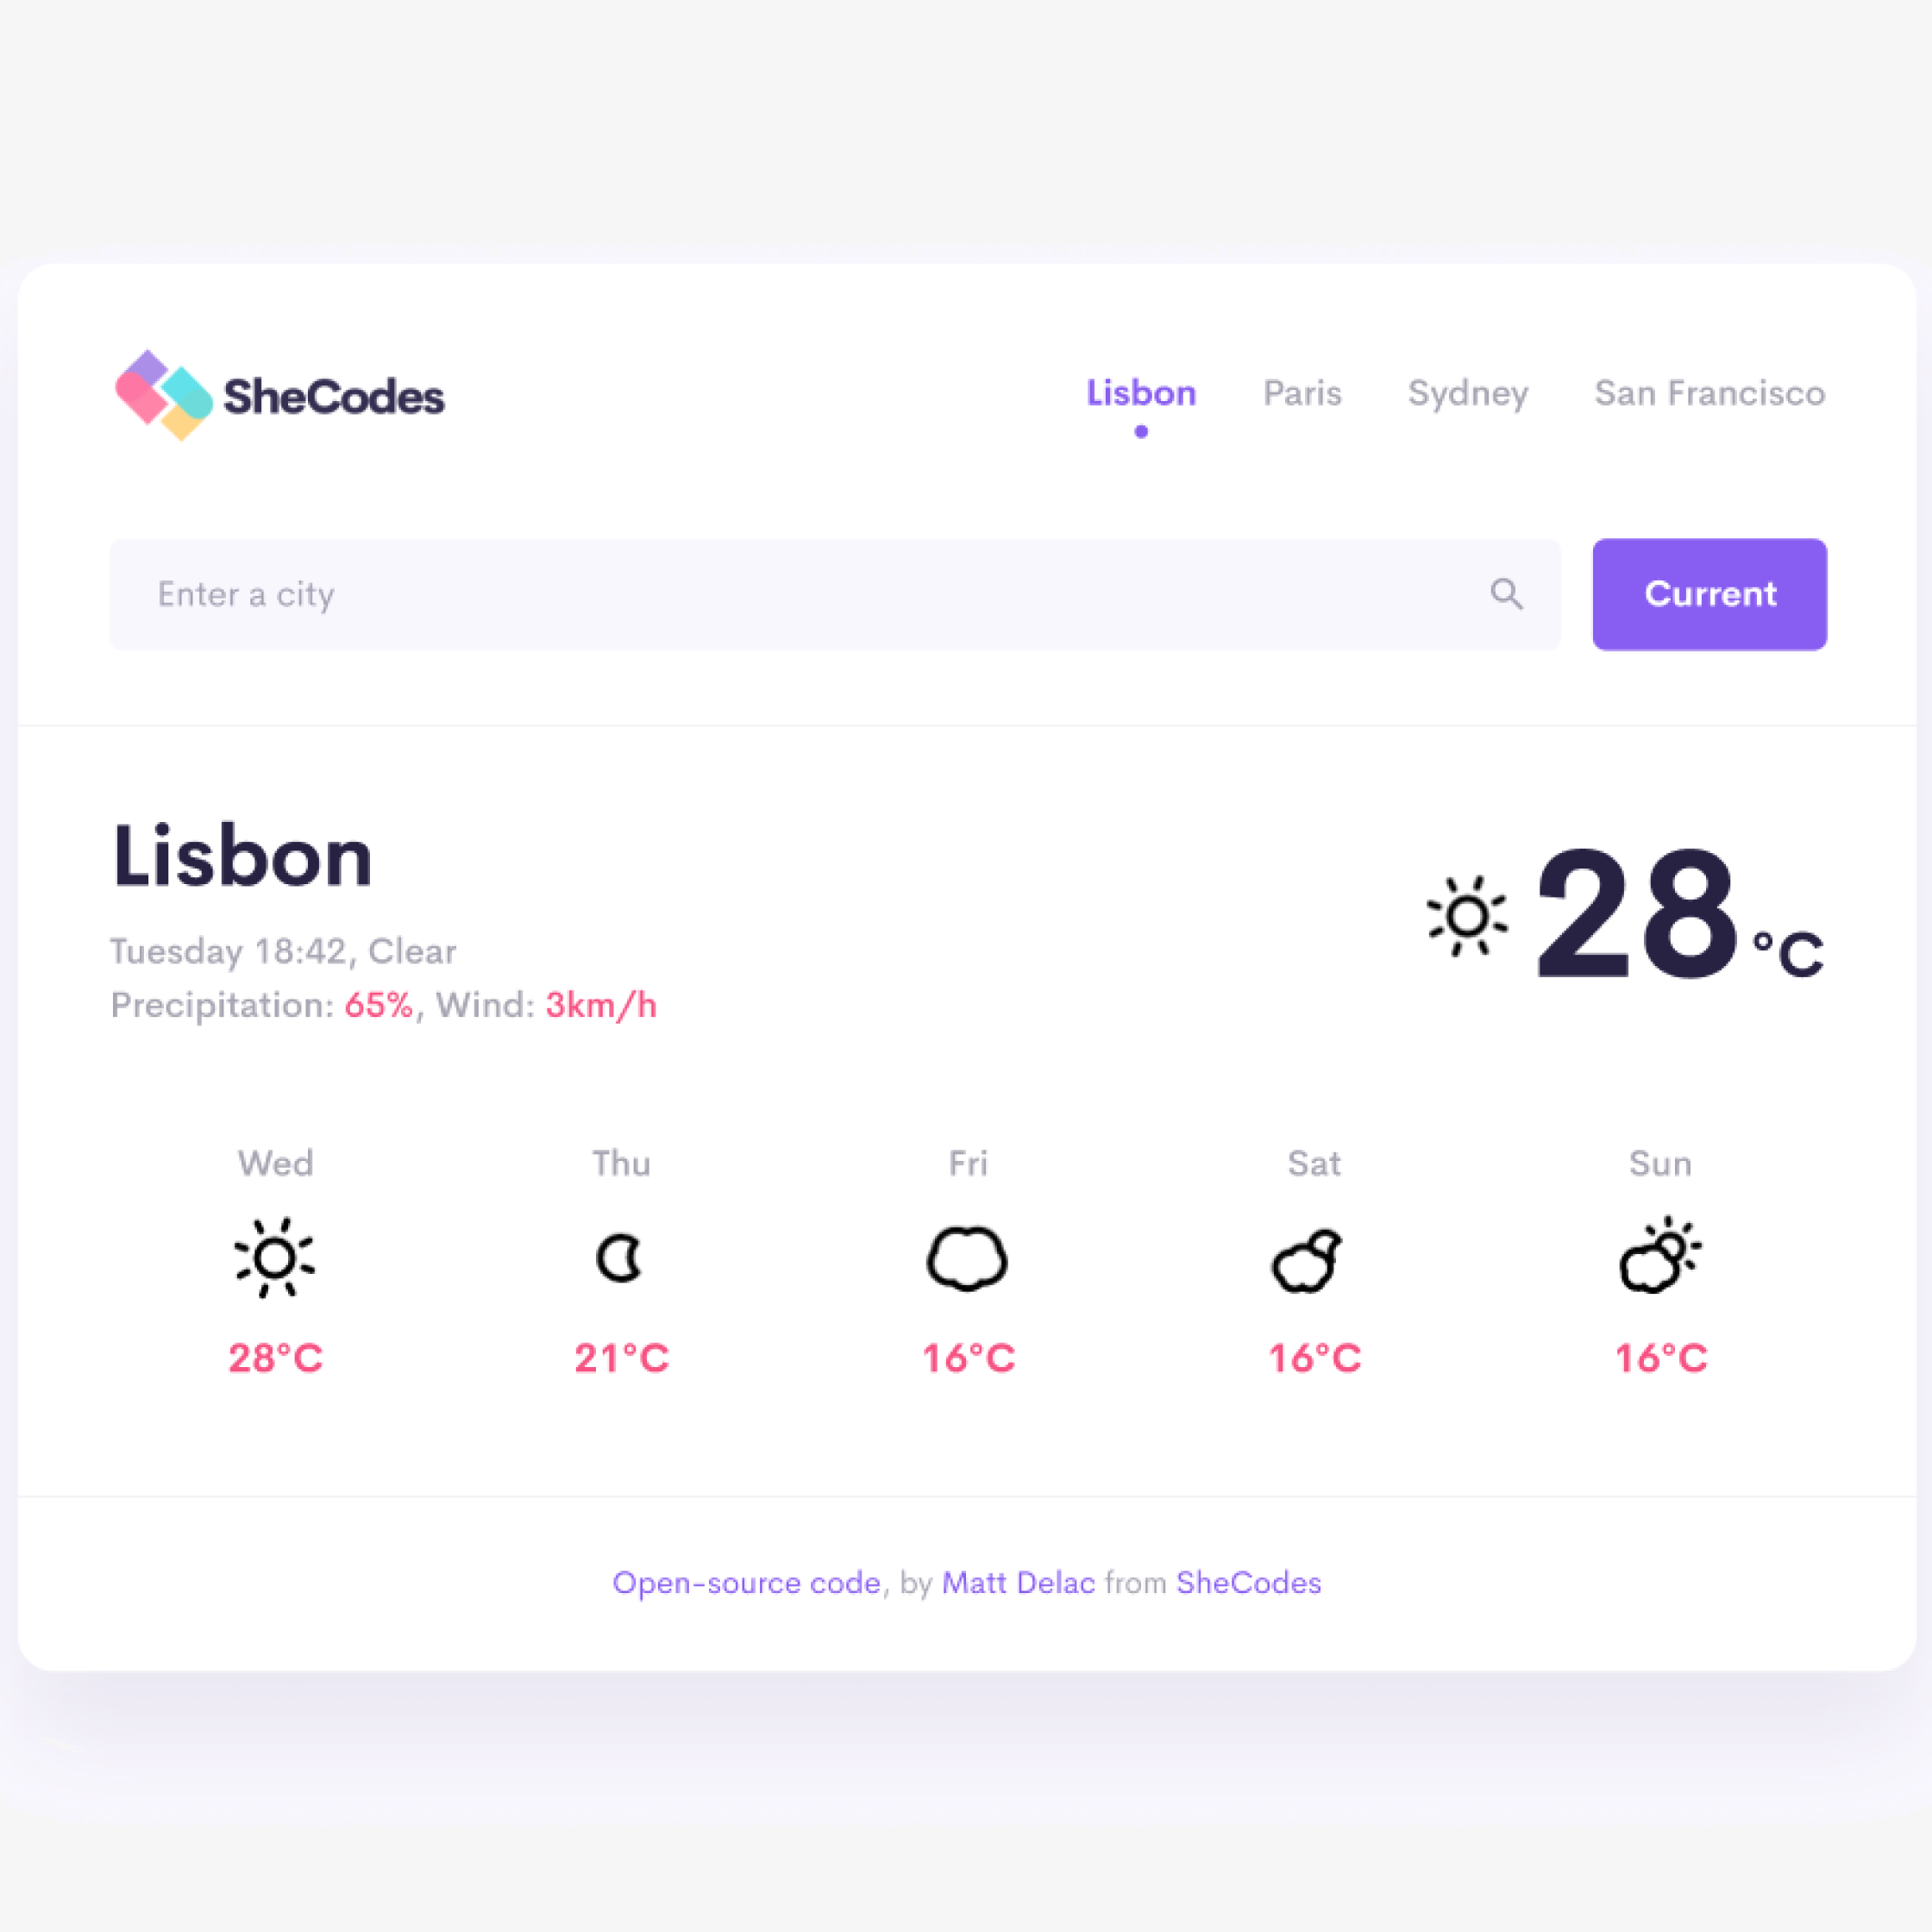 SheCodes
Lisbon Paris Sydney San Francisco
Enter a city
Current
Lisbon
28 °C
Tuesday 18:42, Clear
Precipitation: 65%, Wind: 3km/h
Wed Thu Fri Sat Sun
28°C 21°C 16°C 16°C 16°C
Open-source code, by Matt Delac from SheCodes